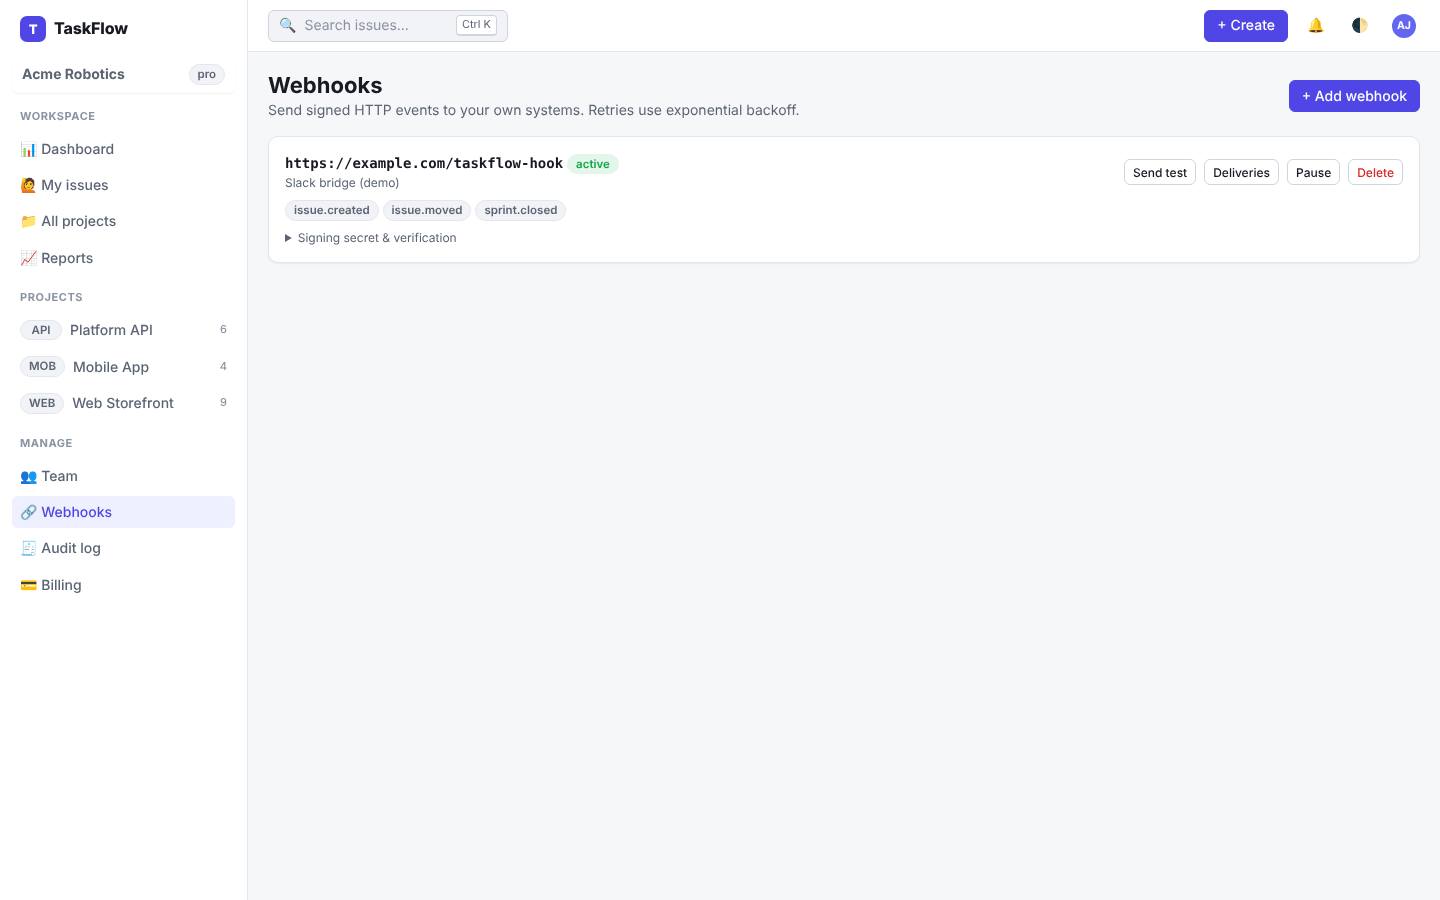 T TaskFlow
Acme Robotics pro
WORKSPACE
📊 Dashboard
🙋 My issues
📁 All projects
📈 Reports
PROJECTS
API Platform API 6
MOB Mobile App 4
WEB Web Storefront 9
MANAGE
👥 Team
🔗 Webhooks
🧾 Audit log
💳 Billing
🔍 Search issues... Ctrl K
+ Create
AJ
Webhooks
Send signed HTTP events to your own systems. Retries use exponential backoff.
+ Add webhook
https://example.com/taskflow-hook active
Slack bridge (demo)
Send test Deliveries Pause Delete
issue.created issue.moved sprint.closed
▶ Signing secret & verification